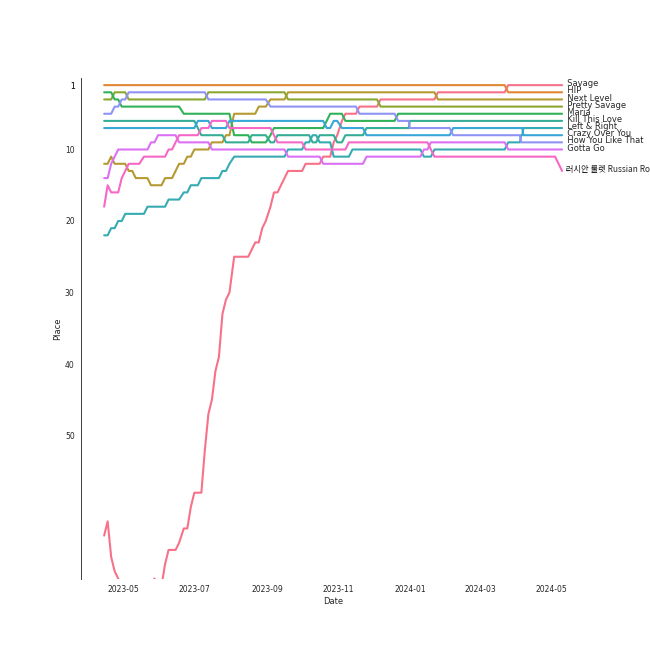 1
10
20
30
40
50
Place
2023-05
2023-07
2023-09
2023-11
2024-01
2024-03
2024-05
Date
Savage
HIP
Next Level
Pretty Savage
Maria
Kill This Love
Left & Right
Crazy Over You
How You Like That
Gotta Go
러시안 룰렛 Russian Ro